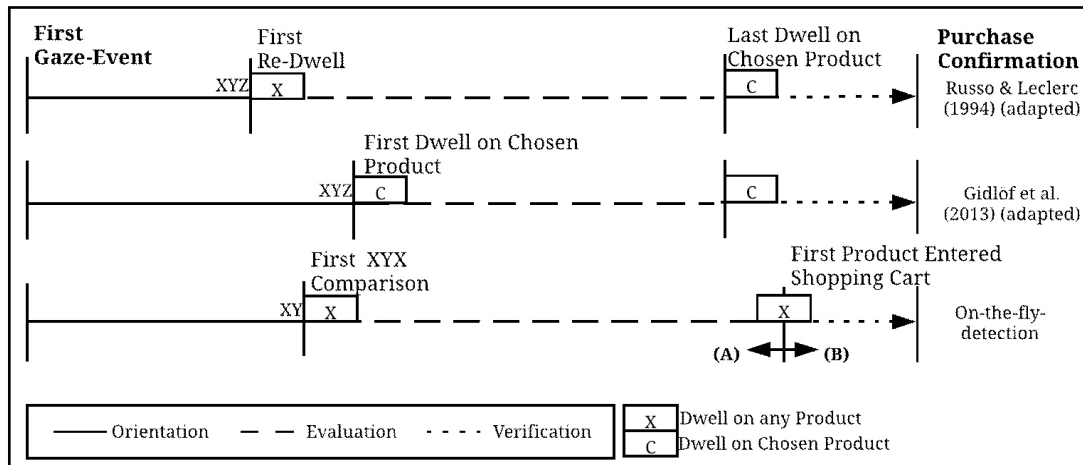 First
Gaze-Event
First
Re-Dwell
Last Dwell on
Chosen Product
Purchase
Confirmation
XYZ
X
C
Russo & Leclerc
(1994) (adapted)
First Dwell on Chosen
Product
XYZ
C
C
Gidlöf et al.
(2013) (adapted)
First XYX
Comparison
First Product Entered
Shopping Cart
XY
X
X
On-the-fly-
detection
(A)
(B)
Orientation
Evaluation
Verification
X
Dwell on any Product
C
Dwell on Chosen Product